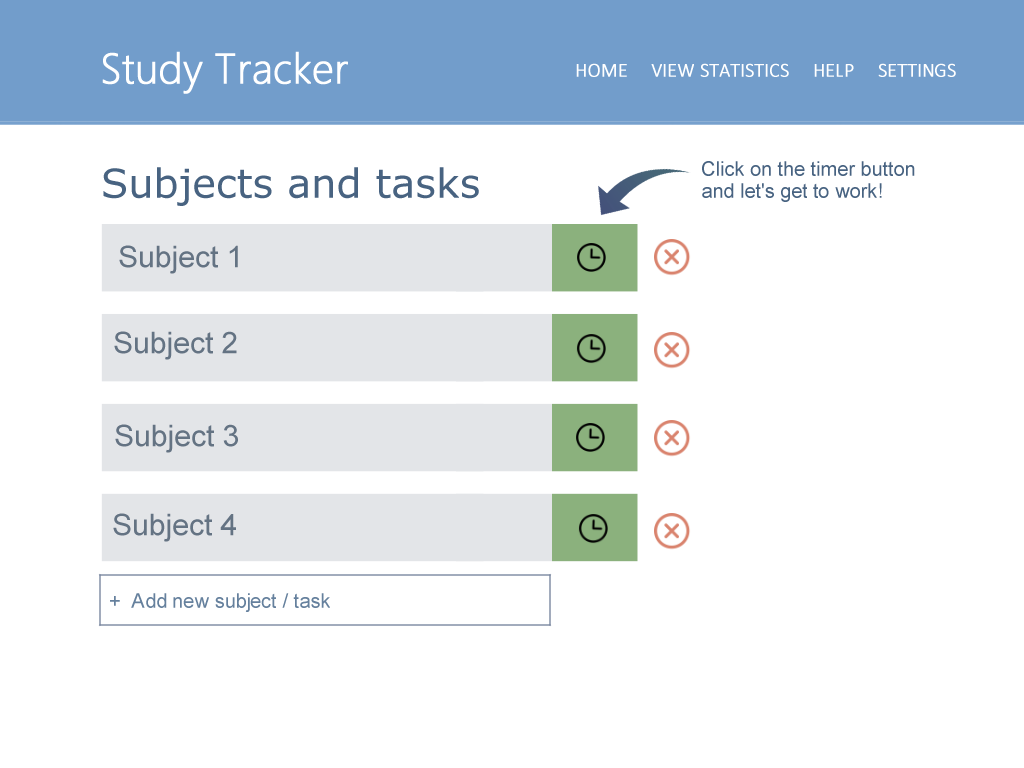 Study Tracker
HOME VIEW STATISTICS HELP SETTINGS
Subjects and tasks
Click on the timer button
and let's get to work!
Subject 1
Subject 2
Subject 3
Subject 4
+ Add new subject / task